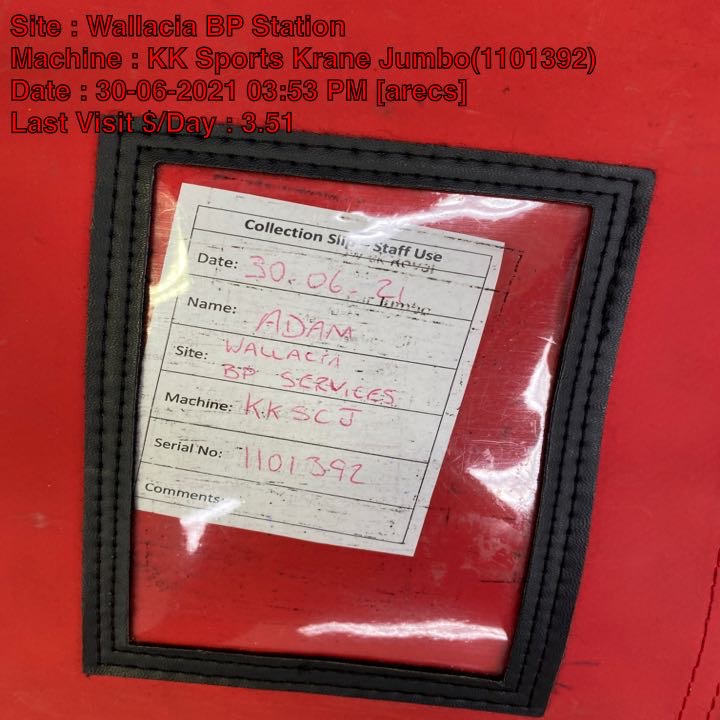 Site : Wallacia BP Station
Machine : KK Sports Krane Jumbo(1101392)
Date : 30-06-2021 03:53 PM [arecs]
Last Visit $/Day : 3.51
Collection Slip - Staff Use
Date: 30.06.21
Name: ADAM
Site: WALLACIA
BP SERVICES
Machine: KKSCJ
Serial No: 1101392
Comments: